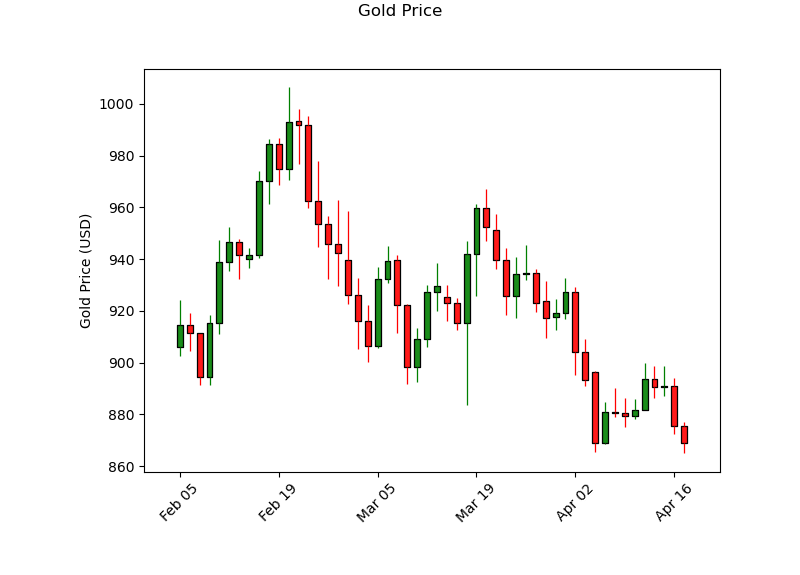 Gold Price
Gold Price (USD)
1000
980
960
940
920
900
880
860
Feb 05
Feb 19
Mar 05
Mar 19
Apr 02
Apr 16